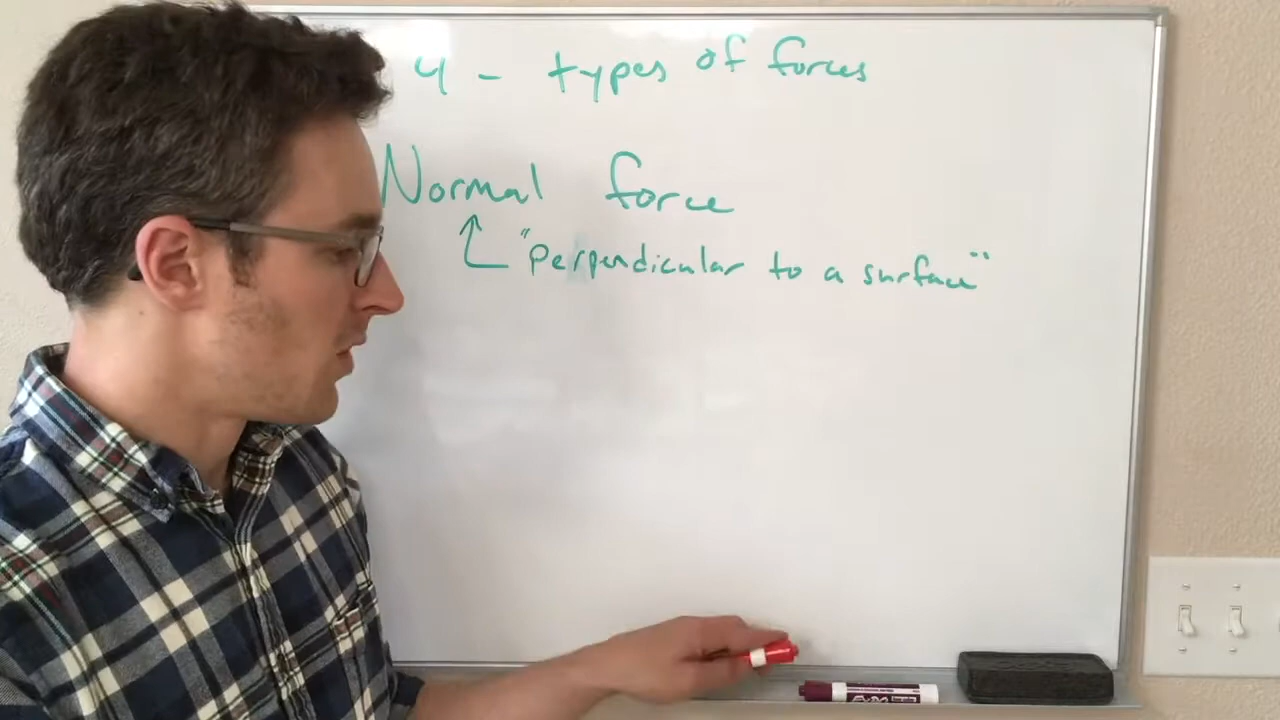 4 - types of forces
Normal force
"perpendicular to a surface"